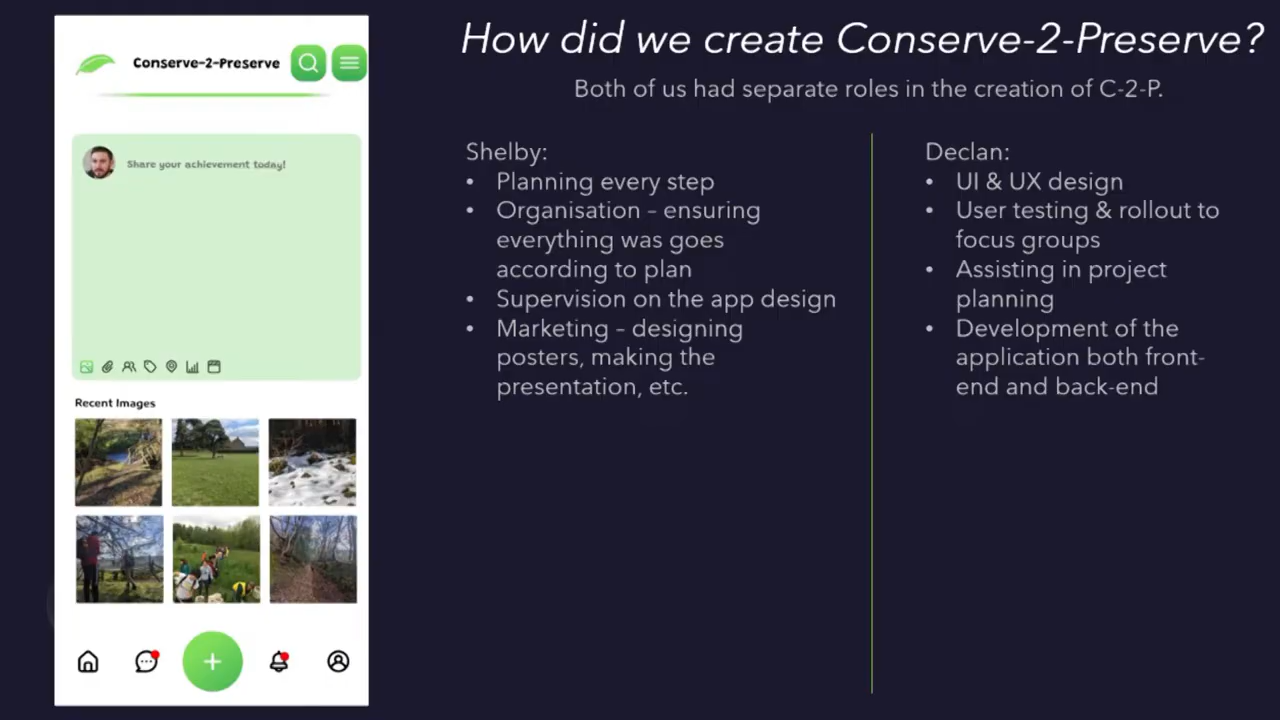 Conserve-2-Preserve
Share your achievement today!
Recent Images
How did we create Conserve-2-Preserve?
Both of us had separate roles in the creation of C-2-P.
Shelby:
• Planning every step
• Organisation – ensuring
everything was goes
according to plan
• Supervision on the app design
• Marketing – designing
posters, making the
presentation, etc.
Declan:
• UI & UX design
• User testing & rollout to
focus groups
• Assisting in project
planning
• Development of the
application both front-
end and back-end